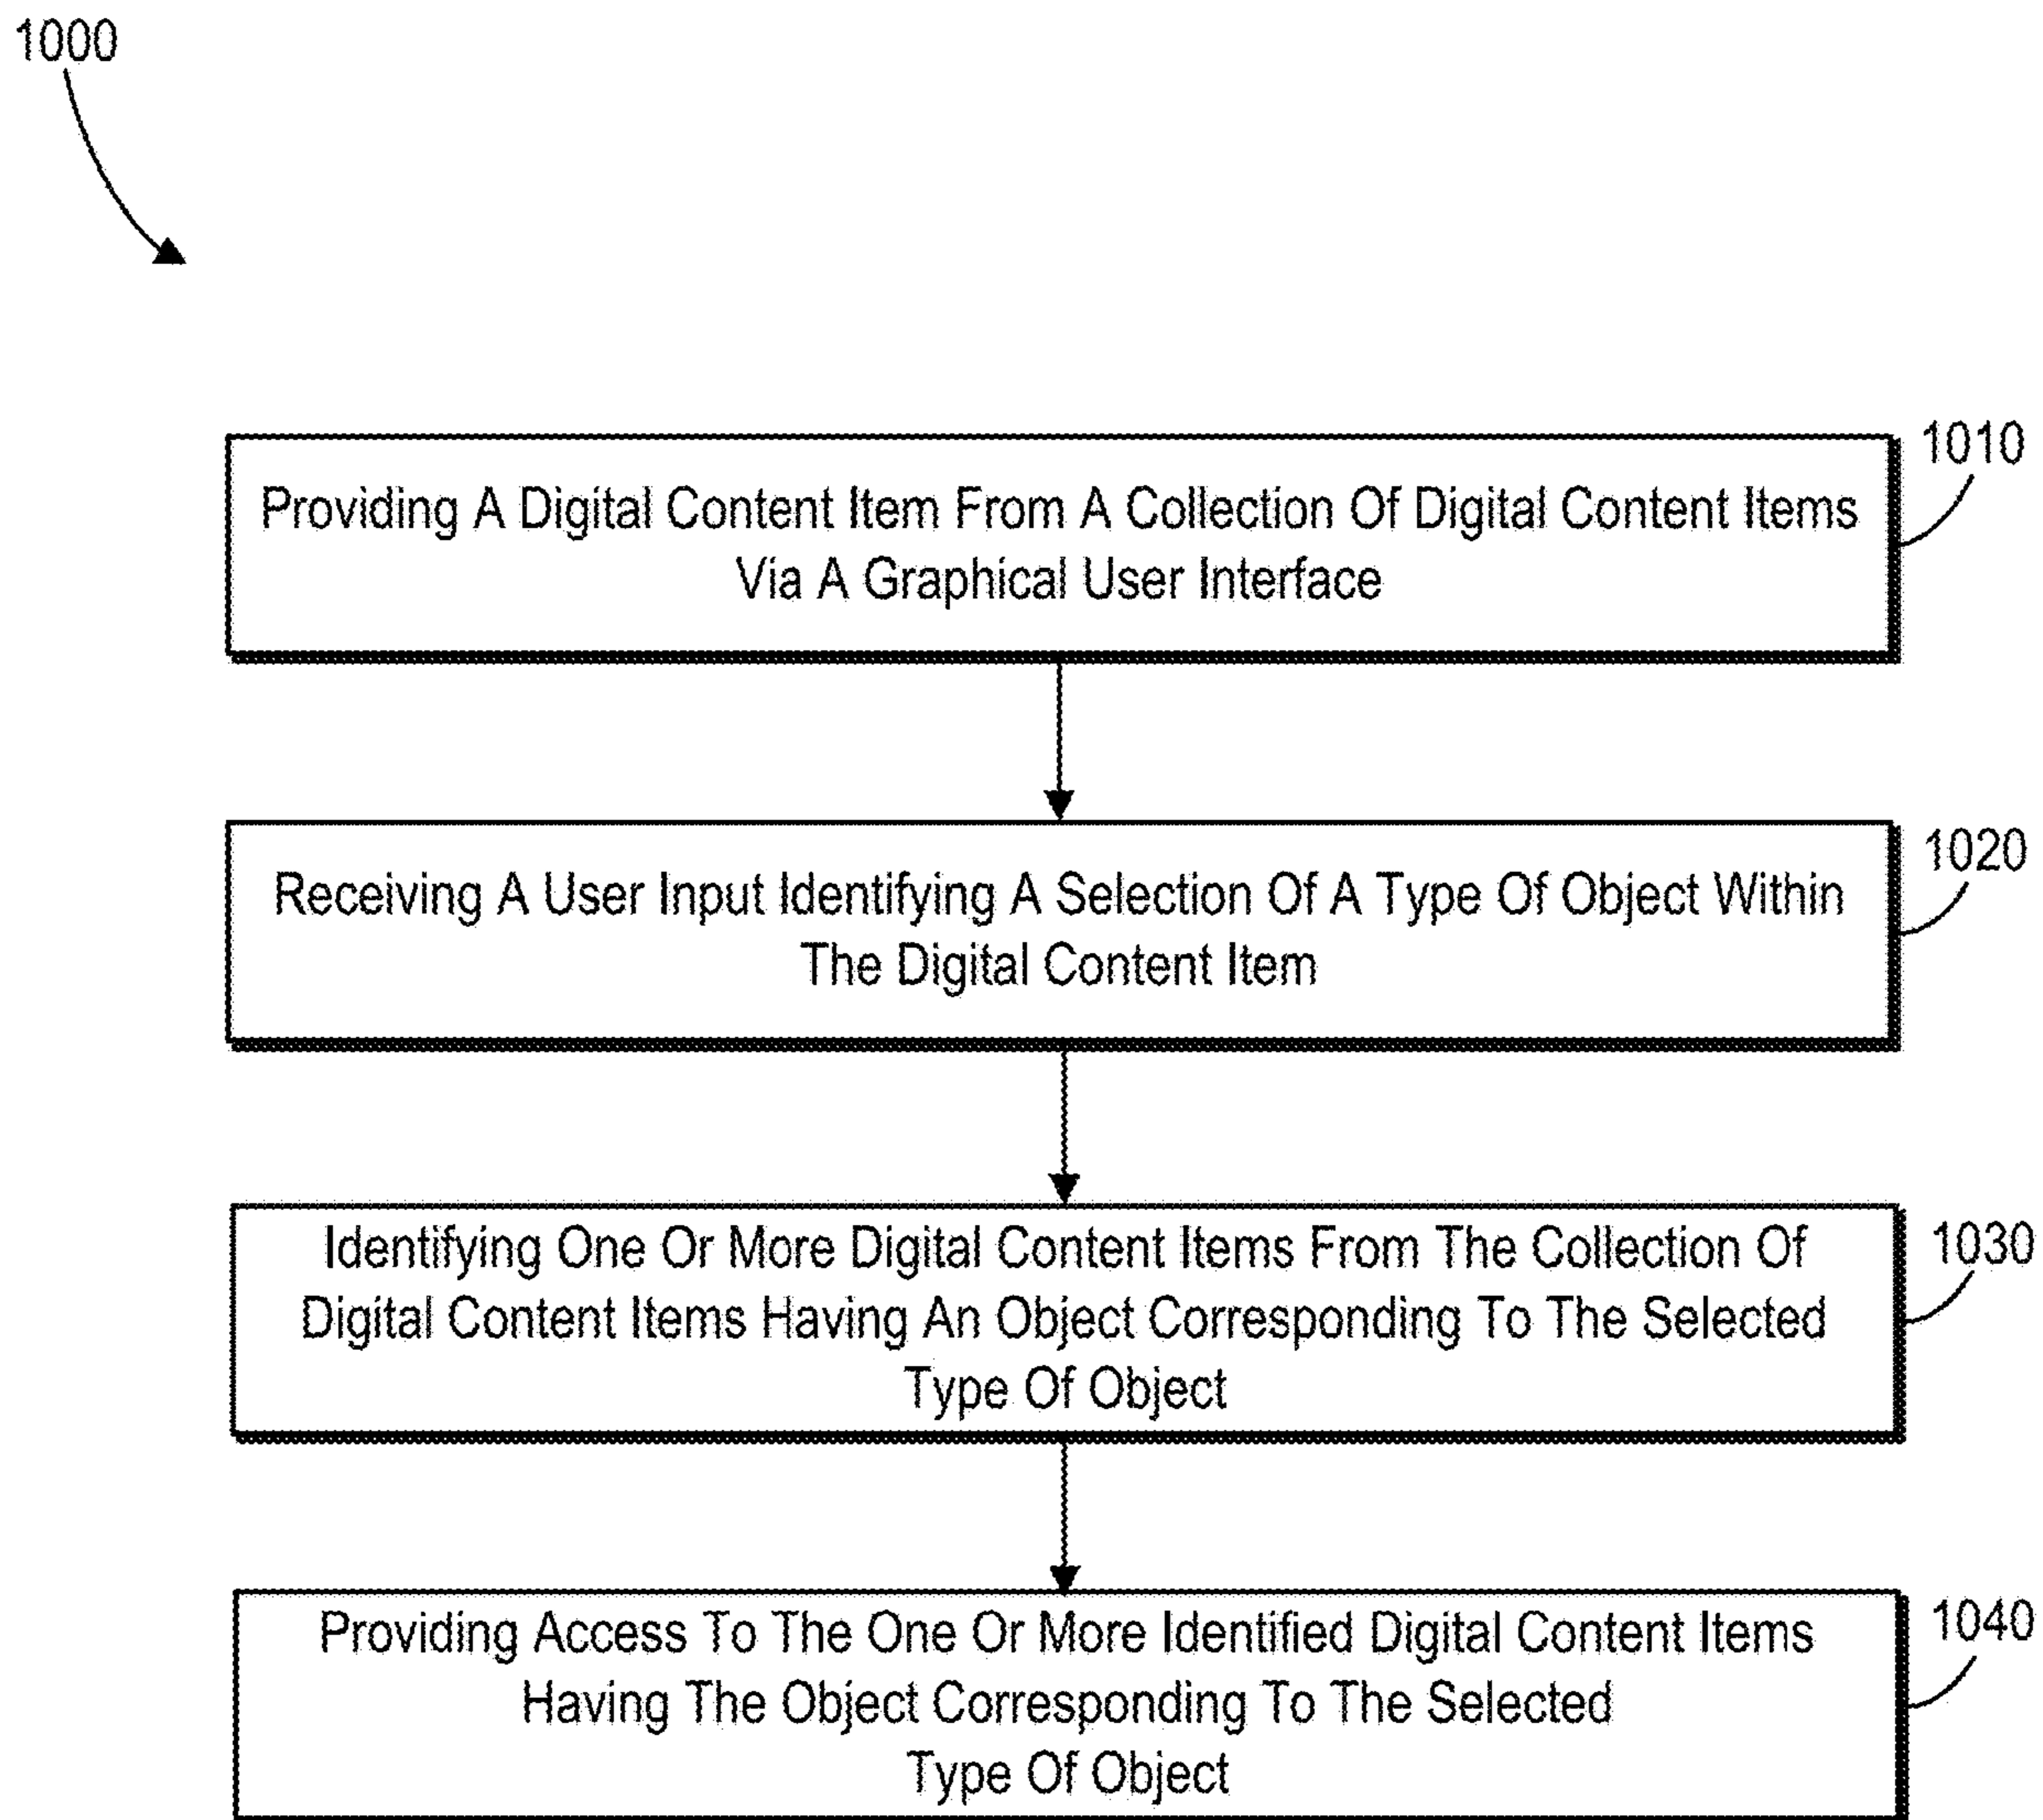 1000
Providing A Digital Content Item From A Collection Of Digital Content Items
Via A Graphical User Interface
1010
Receiving A User Input Identifying A Selection Of A Type Of Object Within
The Digital Content Item
1020
Identifying One Or More Digital Content Items From The Collection Of
Digital Content Items Having An Object Corresponding To The Selected
Type Of Object
1030
Providing Access To The One Or More Identified Digital Content Items
Having The Object Corresponding To The Selected
Type Of Object
1040